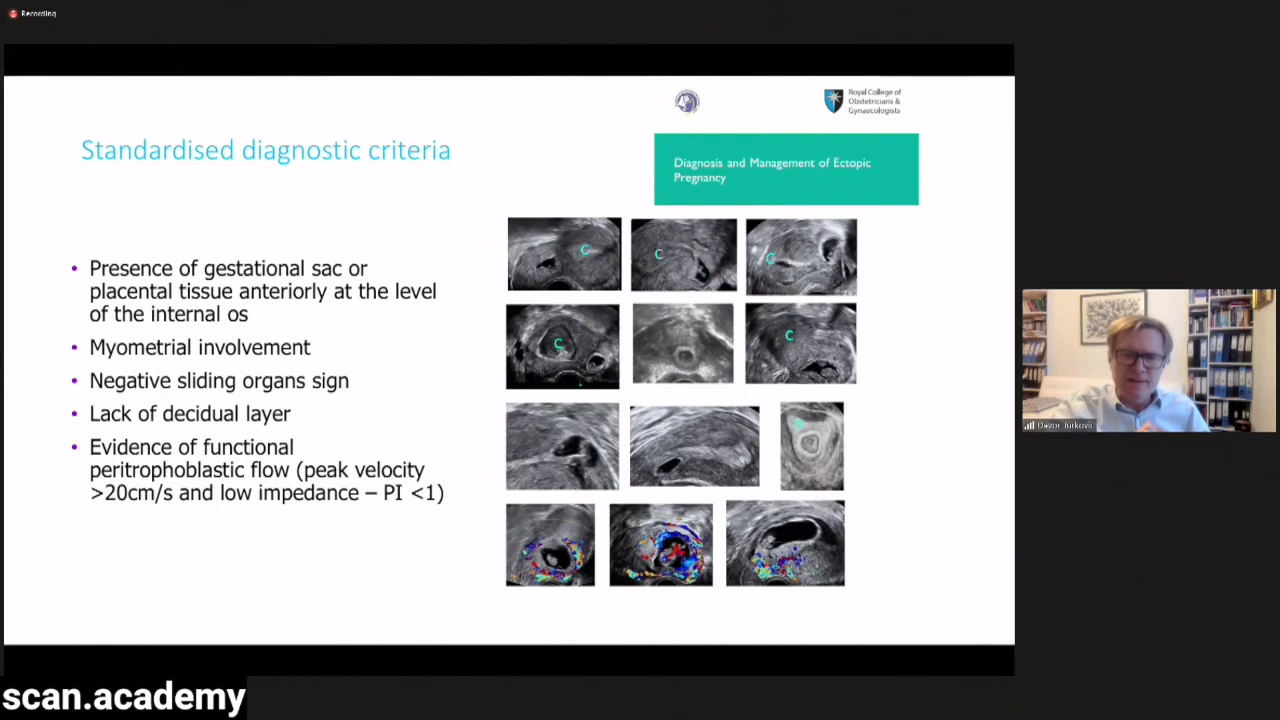 Recording
Royal College of
Obstetricians &
Gynaecologists
Standardised diagnostic criteria
Diagnosis and Management of Ectopic
Pregnancy
• Presence of gestational sac or
placental tissue anteriorly at the level
of the internal os
• Myometrial involvement
• Negative sliding organs sign
• Lack of decidual layer
• Evidence of functional
peritrophoblastic flow (peak velocity
>20cm/s and low impedance – PI <1)
C
C
C
C
C
Davor Jurkovic
scan.academy